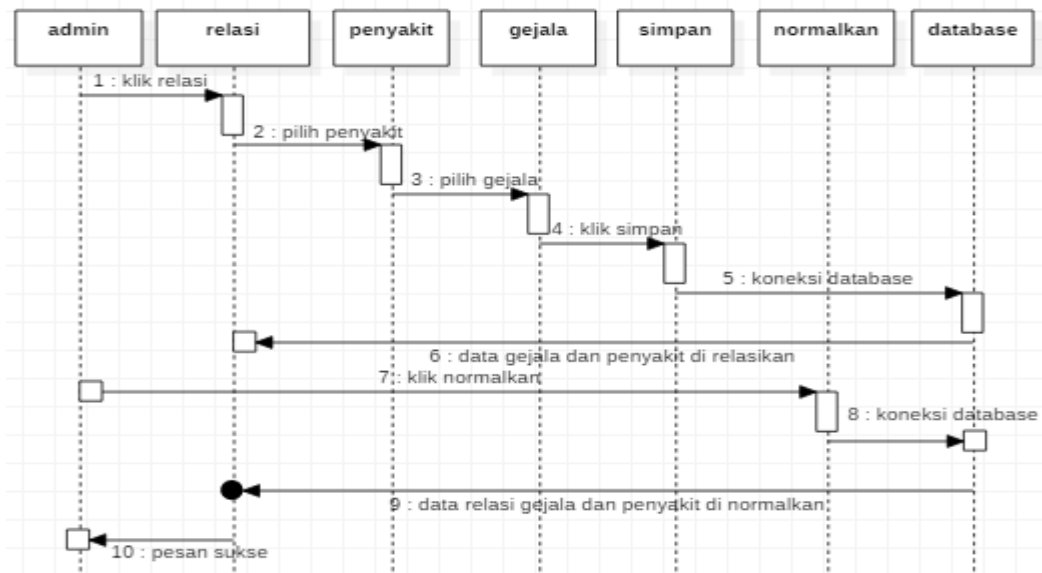 admin
relasi
penyakit
gejala
simpan
normalkan
database
1 : klik relasi
2 : pilih penyakit
3 : pilih gejala
4 : klik simpan
5 : koneksi database
6 : data gejala dan penyakit di relasikan
7 : klik normalkan
8 : koneksi database
9 : data relasi gejala dan penyakit di normalkan
10 : pesan sukse